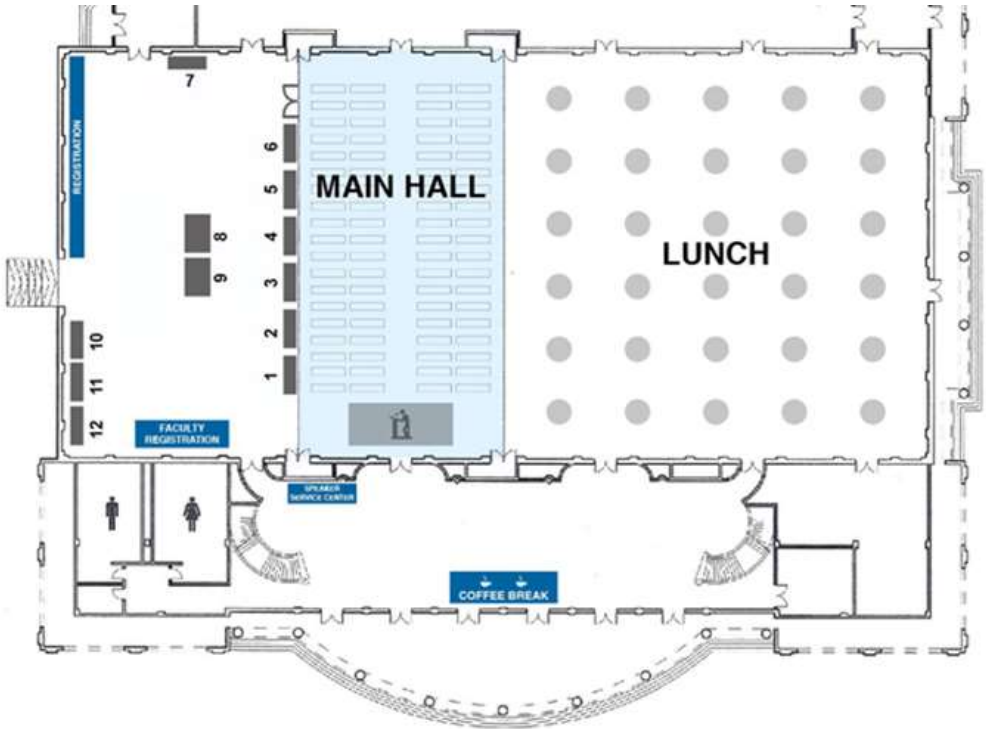 7
REGISTRATION
6
5
MAIN HALL
4
8
3
9
LUNCH
2
10
1
11
12
FACULTY
REGISTRATION
SPEAKER
SERVICE CENTER
COFFEE BREAK